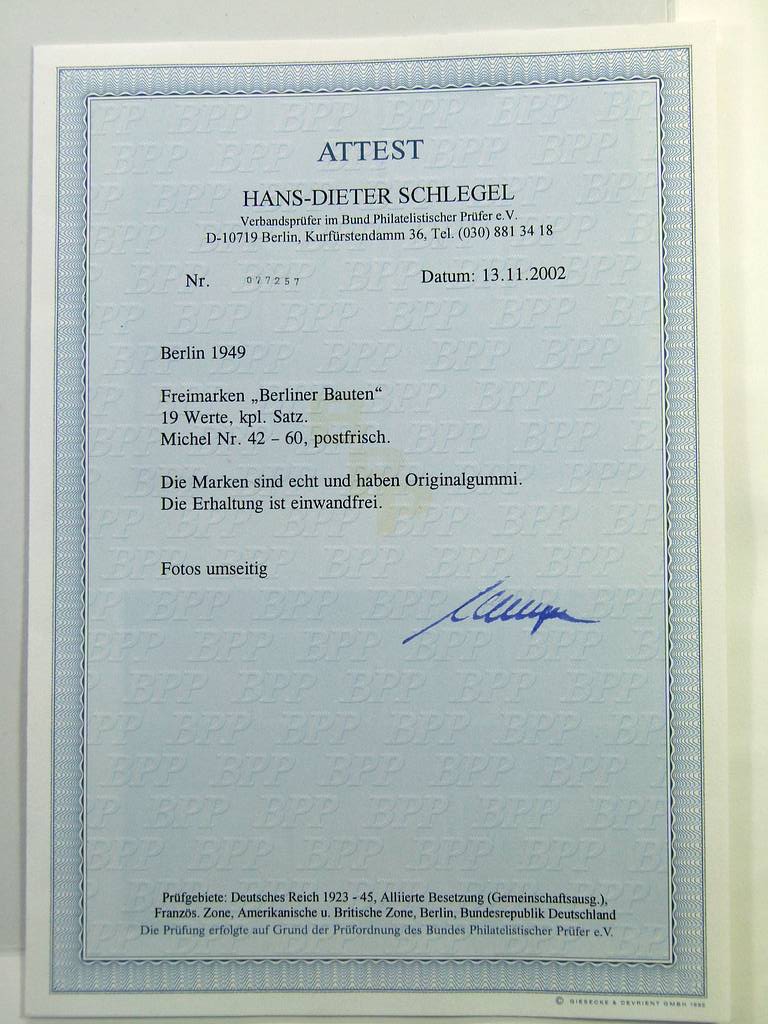 ATTEST
HANS-DIETER SCHLEGEL
Verbandsprüfer im Bund Philatelistischer Prüfer e.V.
D-10719 Berlin, Kurfürstendamm 36, Tel. (030) 881 34 18
Nr. 077257 Datum: 13.11.2002
Berlin 1949
Freimarken „Berliner Bauten“
19 Werte, kpl. Satz.
Michel Nr. 42 – 60, postfrisch.
Die Marken sind echt und haben Originalgummi.
Die Erhaltung ist einwandfrei.
Fotos umseitig
Prüfgebiete: Deutsches Reich 1923 - 45, Alliierte Besetzung (Gemeinschaftsausg.),
Französ. Zone, Amerikanische u. Britische Zone, Berlin, Bundesrepublik Deutschland
Die Prüfung erfolgte auf Grund der Prüfordnung des Bundes Philatelistischer Prüfer e.V.
© GIESECKE & DEVRIENT GMBH